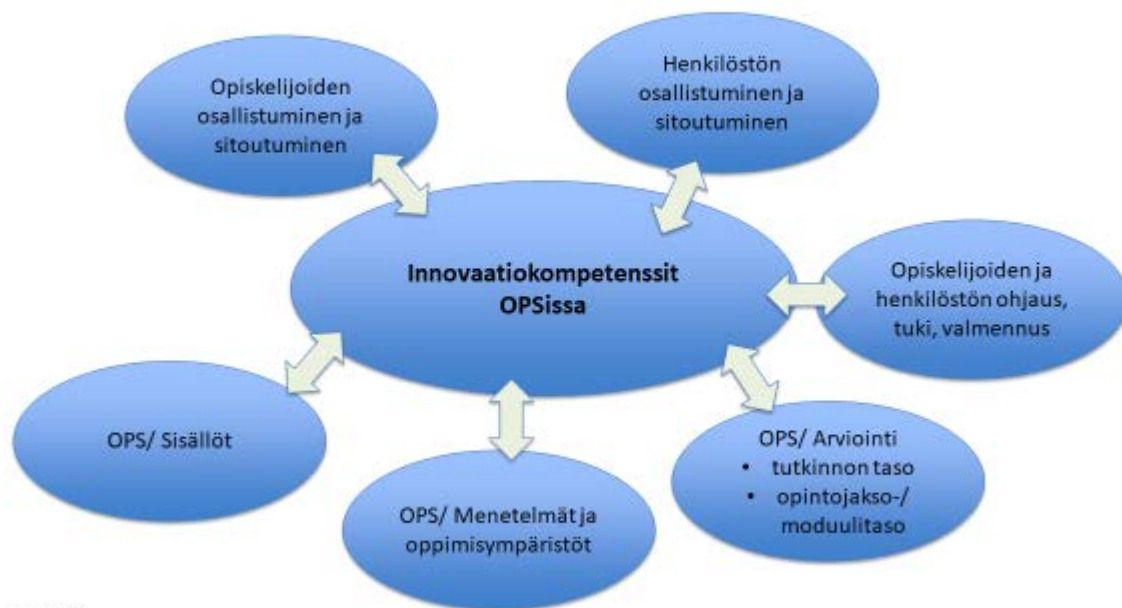 Opiskelijoiden
osallistuminen ja
sitoutuminen
Henkilöstön
osallistuminen ja
sitoutuminen
Innovaatiokompetenssit
OPSissa
Opiskelijoiden ja
henkilöstön ohjaus,
tuki, valmennus
OPS/ Sisällöt
OPS/ Menetelmät ja
oppimisympäristöt
OPS/ Arviointi
• tutkinnon taso
• opintojakso-/
moduulitaso